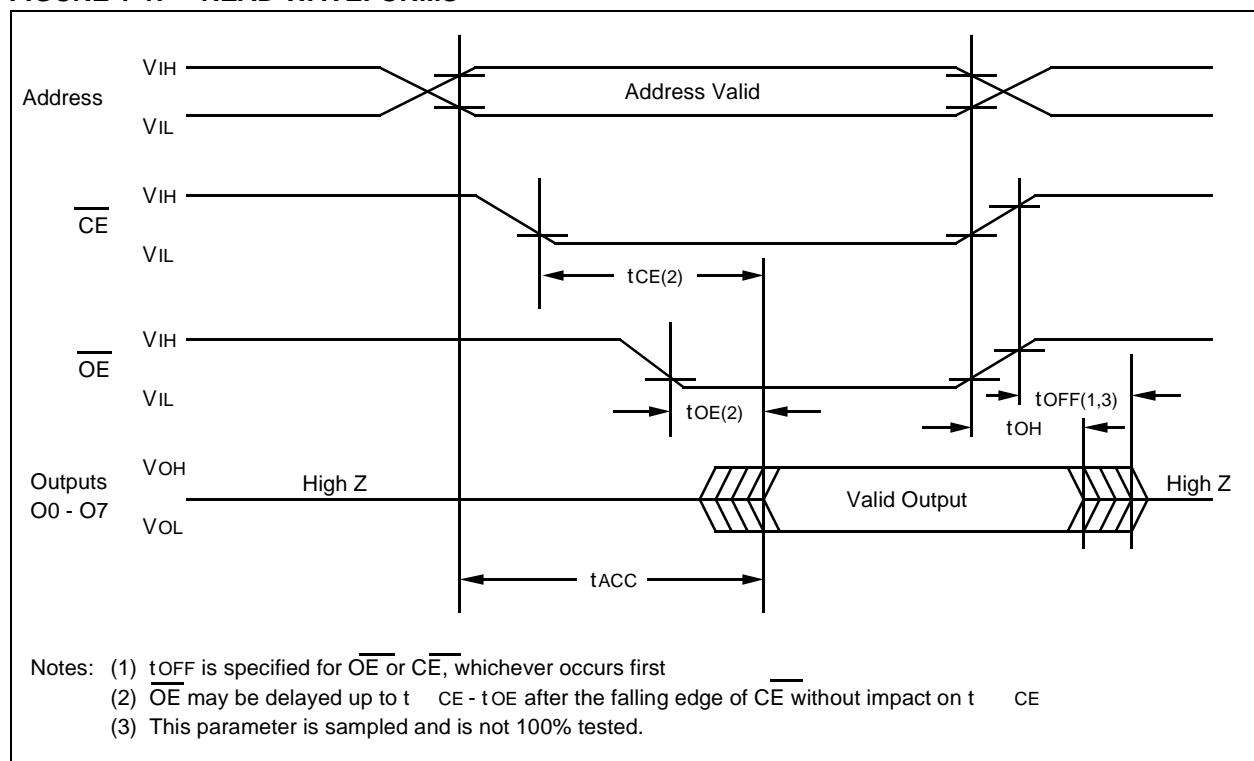 VIH
Address
Address Valid
VIL
VIH
CE
VIL
tCE(2)
VIH
OE
VIL
tOE(2)
tOFF(1,3)
tOH
VOH
Outputs
O0 - O7
High Z
Valid Output
High Z
VOL
tACC
Notes: (1) tOFF is specified for OE or CE, whichever occurs first
(2) OE may be delayed up to t CE - tOE after the falling edge of CE without impact on t CE
(3) This parameter is sampled and is not 100% tested.